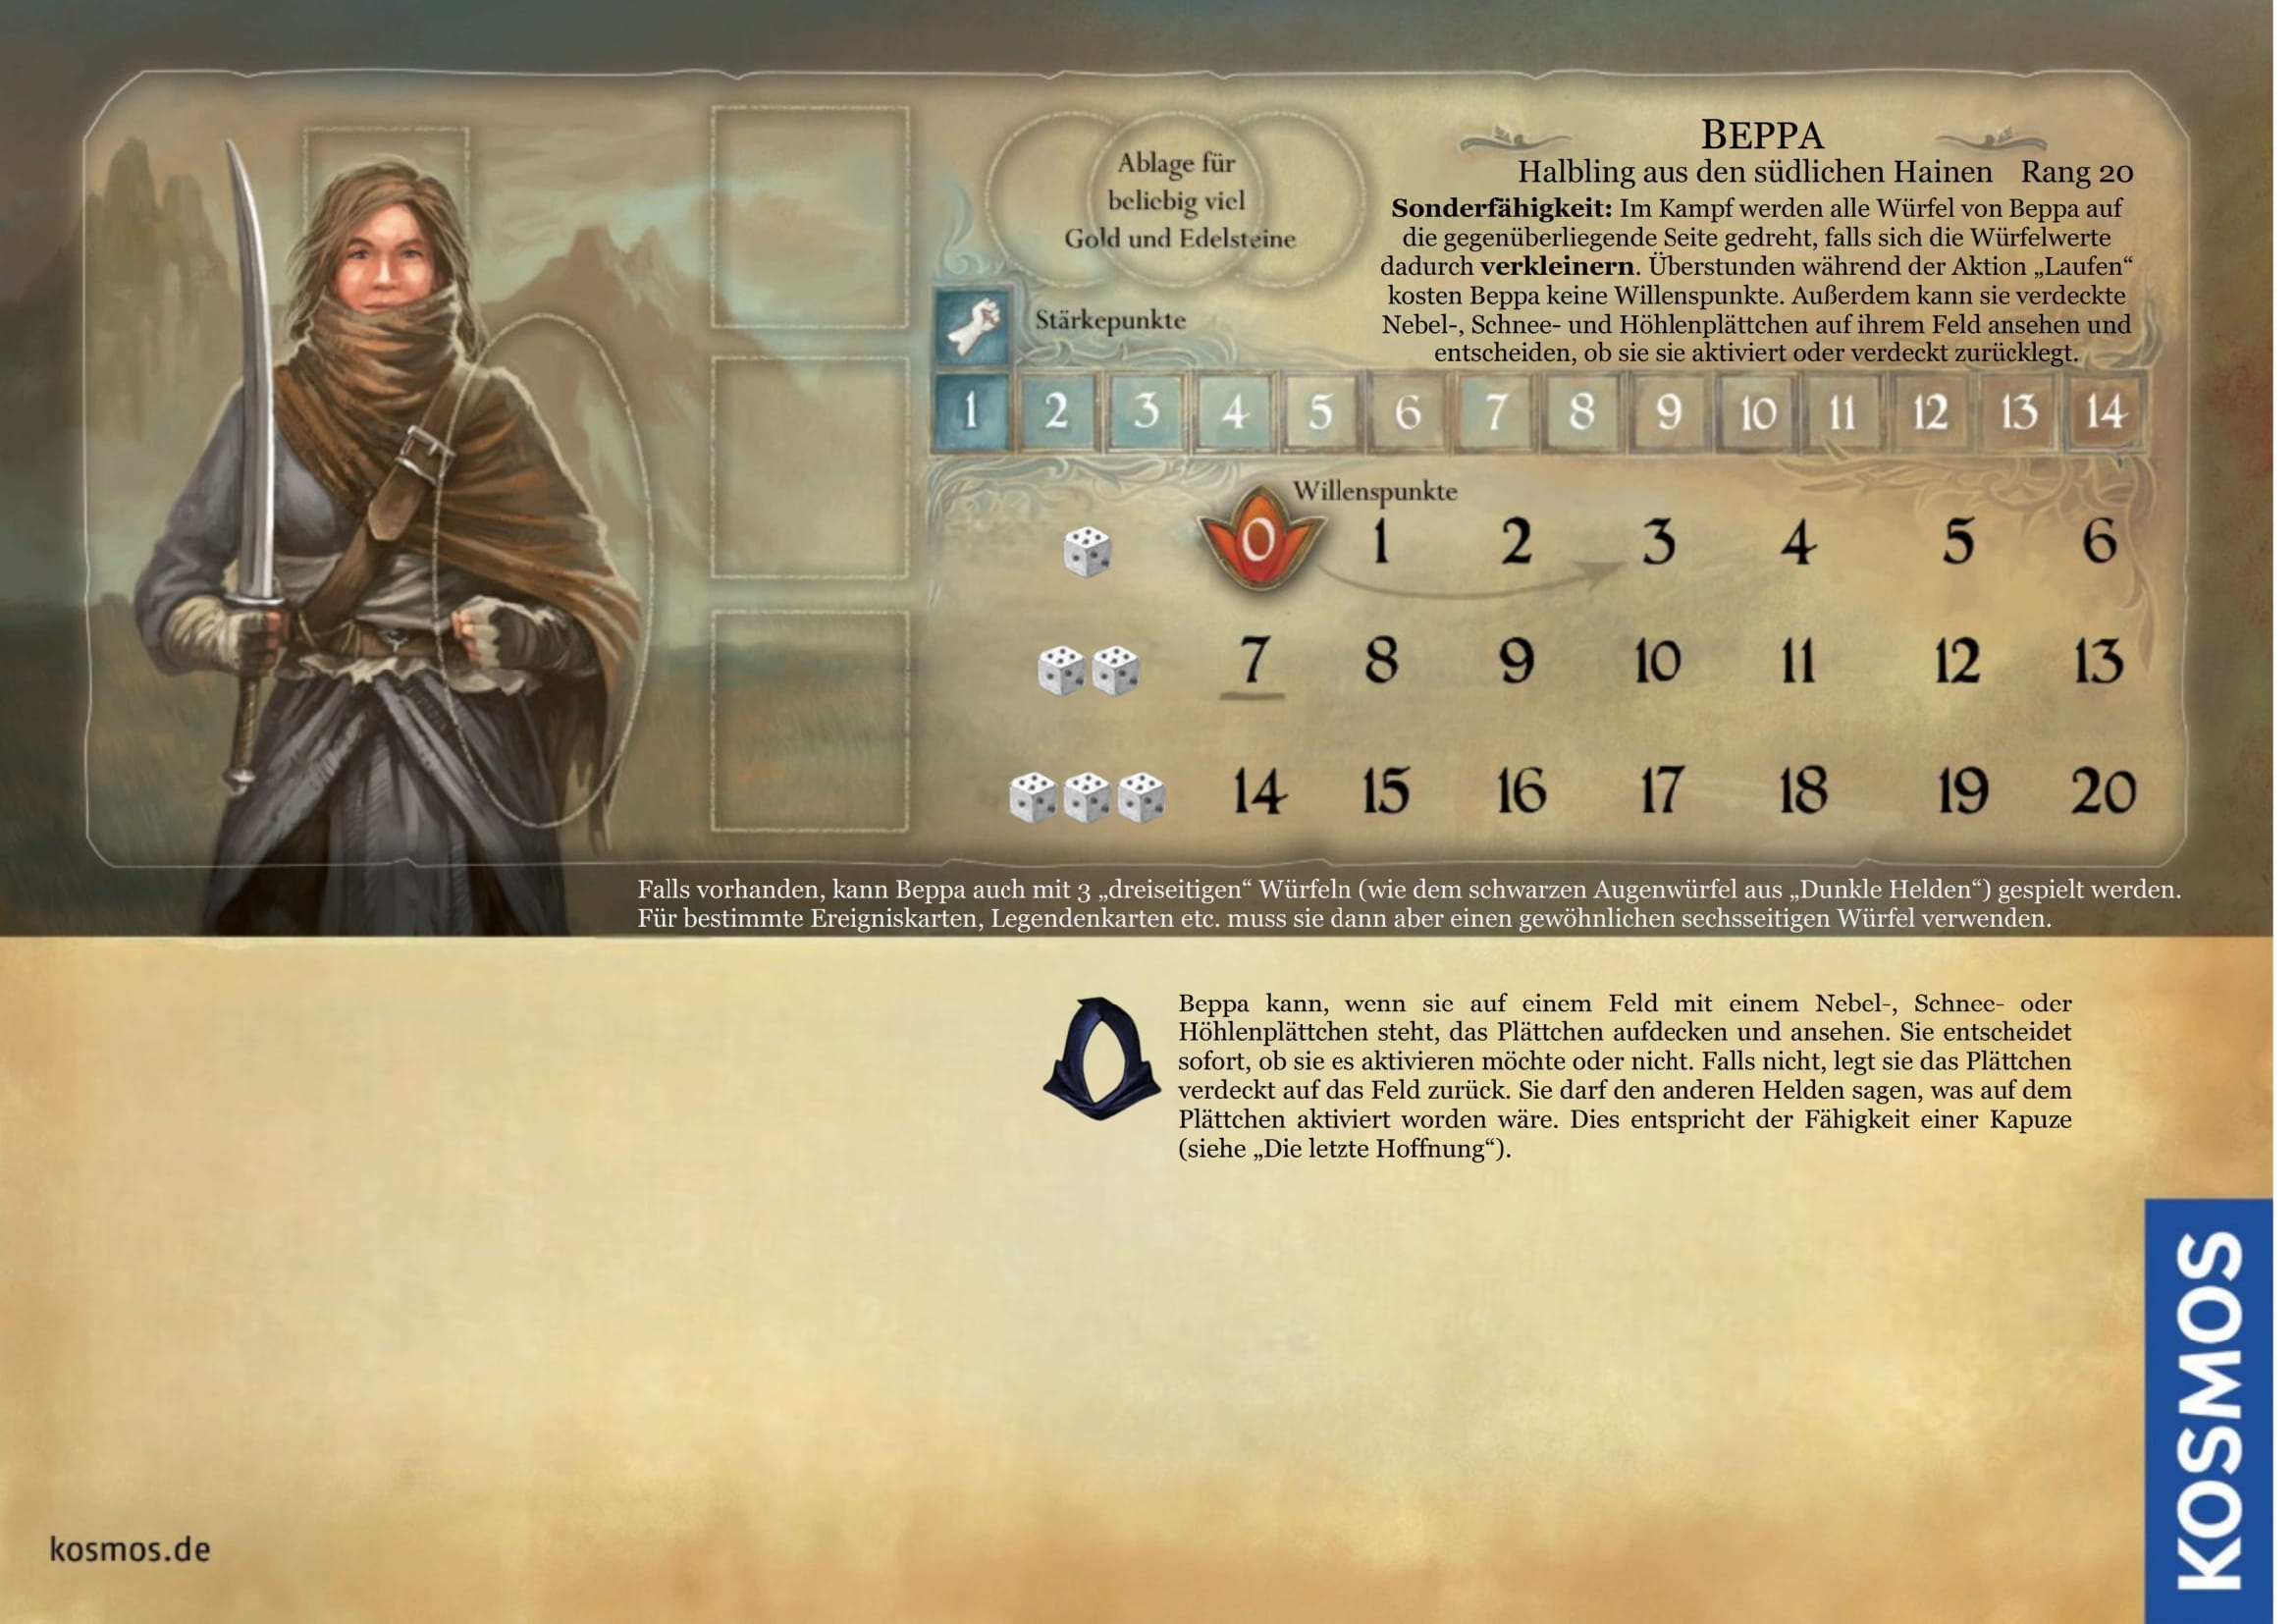 BEPPA
Halbling aus den südlichen Hainen Rang 20
Sonderfähigkeit: Im Kampf werden alle Würfel von Beppa auf
die gegenüberliegende Seite gedreht, falls sich die Würfelwerte
dadurch verkleinern. Überstunden während der Aktion „Laufen“
kosten Beppa keine Willenspunkte. Außerdem kann sie verdeckte
Nebel-, Schnee- und Höhlenplättchen auf ihrem Feld ansehen und
entscheiden, ob sie sie aktiviert oder verdeckt zurücklegt.
Ablage für
beliebig viel
Gold und Edelsteine
Stärkepunkte
1 2 3 4 5 6 7 8 9 10 11 12 13 14
Willenspunkte
0 1 2 3 4 5 6
7 8 9 10 11 12 13
14 15 16 17 18 19 20
Falls vorhanden, kann Beppa auch mit 3 „dreiseitigen“ Würfeln (wie dem schwarzen Augenwürfel aus „Dunkle Helden“) gespielt werden.
Für bestimmte Ereigniskarten, Legendenkarten etc. muss sie dann aber einen gewöhnlichen sechsseitigen Würfel verwenden.
Beppa kann, wenn sie auf einem Feld mit einem Nebel-, Schnee- oder
Höhlenplättchen steht, das Plättchen aufdecken und ansehen. Sie entscheidet
sofort, ob sie es aktivieren möchte oder nicht. Falls nicht, legt sie das Plättchen
verdeckt auf das Feld zurück. Sie darf den anderen Helden sagen, was auf dem
Plättchen aktiviert worden wäre. Dies entspricht der Fähigkeit einer Kapuze
(siehe „Die letzte Hoffnung“).
KOSMOS
kosmos.de